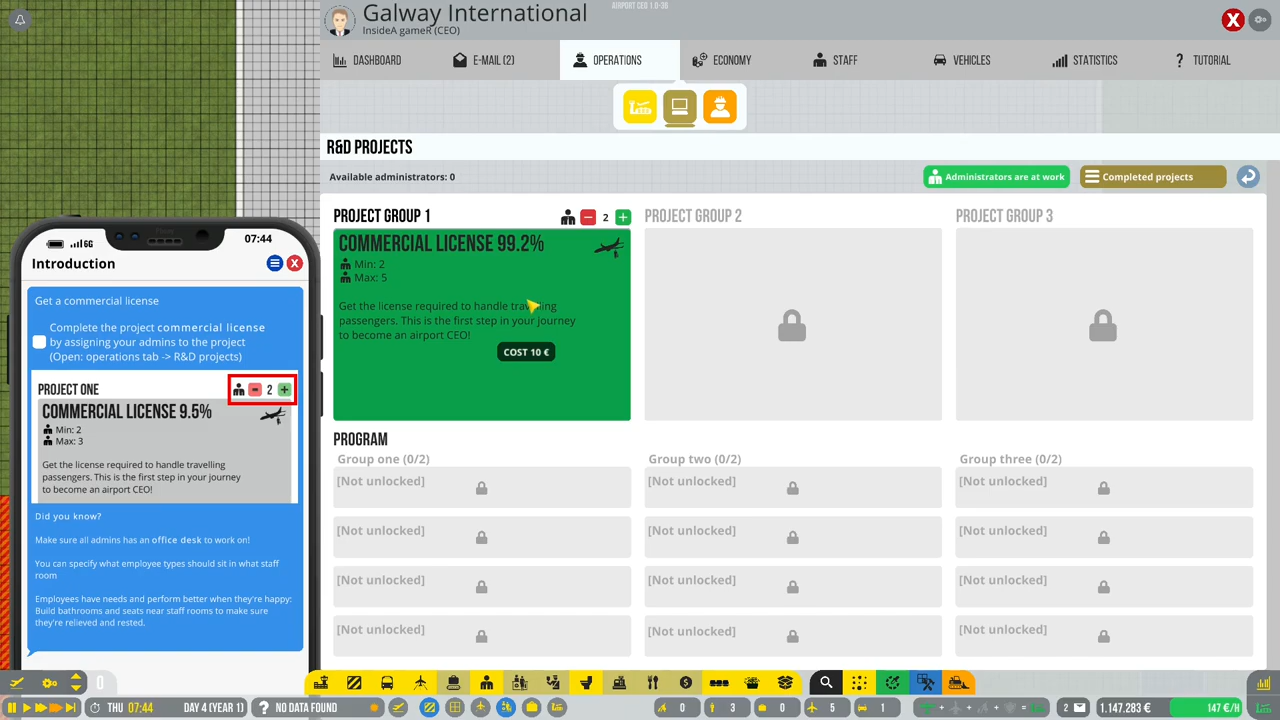 Galway International
AIRPORT CEO 1.0-36
InsideA gameR (CEO)
DASHBOARD
E-MAIL (2)
OPERATIONS
ECONOMY
STAFF
VEHICLES
STATISTICS
? TUTORIAL
R&D PROJECTS
Available administrators: 0
Administrators are at work
Completed projects
PROJECT GROUP 1
2
PROJECT GROUP 2
PROJECT GROUP 3
COMMERCIAL LICENSE 99.2%
Min: 2
Max: 5
Get the license required to handle travelling
passengers. This is the first step in your journey
to become an airport CEO!
COST 10 €
PROGRAM
Group one (0/2)
Group two (0/2)
Group three (0/2)
[Not unlocked]
[Not unlocked]
[Not unlocked]
[Not unlocked]
[Not unlocked]
[Not unlocked]
[Not unlocked]
[Not unlocked]
[Not unlocked]
[Not unlocked]
[Not unlocked]
[Not unlocked]
6G
07:44
Introduction
Get a commercial license
Complete the project commercial license
by assigning your admins to the project
(Open: operations tab -> R&D projects)
PROJECT ONE
2
COMMERCIAL LICENSE 9.5%
Min: 2
Max: 3
Get the license required to handle travelling
passengers. This is the first step in your journey
to become an airport CEO!
Did you know?
Make sure all admins has an office desk to work on!
You can specify what employee types should sit in what staff
room
Employees have needs and perform better when they're happy:
Build bathrooms and seats near staff rooms to make sure
they're relieved and rested.
0
THU 07:44
DAY 4 (YEAR 1)
? NO DATA FOUND
0
3
0
5
1
2
1.147.283 €
147 €/H